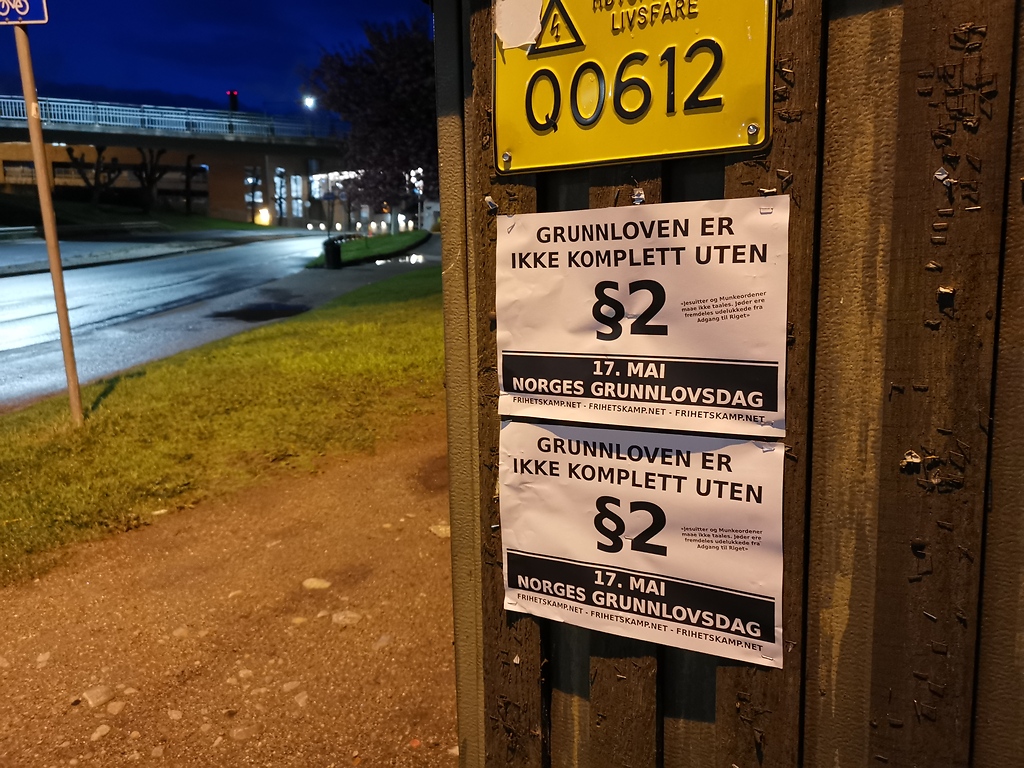 LIVSFARE
Q0612
GRUNNLOVEN ER
IKKE KOMPLETT UTEN
§2
«Jesuitter og Munkeordener
maae ikke taales. Jøder ere
fremdeles udelukkede fra
Adgang til Riget»
17. MAI
NORGES GRUNNLOVSDAG
FRIHETSKAMP.NET - FRIHETSKAMP.NET - FRIHETSKAMP.NET
GRUNNLOVEN ER
IKKE KOMPLETT UTEN
§2
«Jesuitter og Munkeordener
maae ikke taales. Jøder ere
fremdeles udelukkede fra
Adgang til Riget»
17. MAI
NORGES GRUNNLOVSDAG
FRIHETSKAMP.NET - FRIHETSKAMP.NET - FRIHETSKAMP.NET